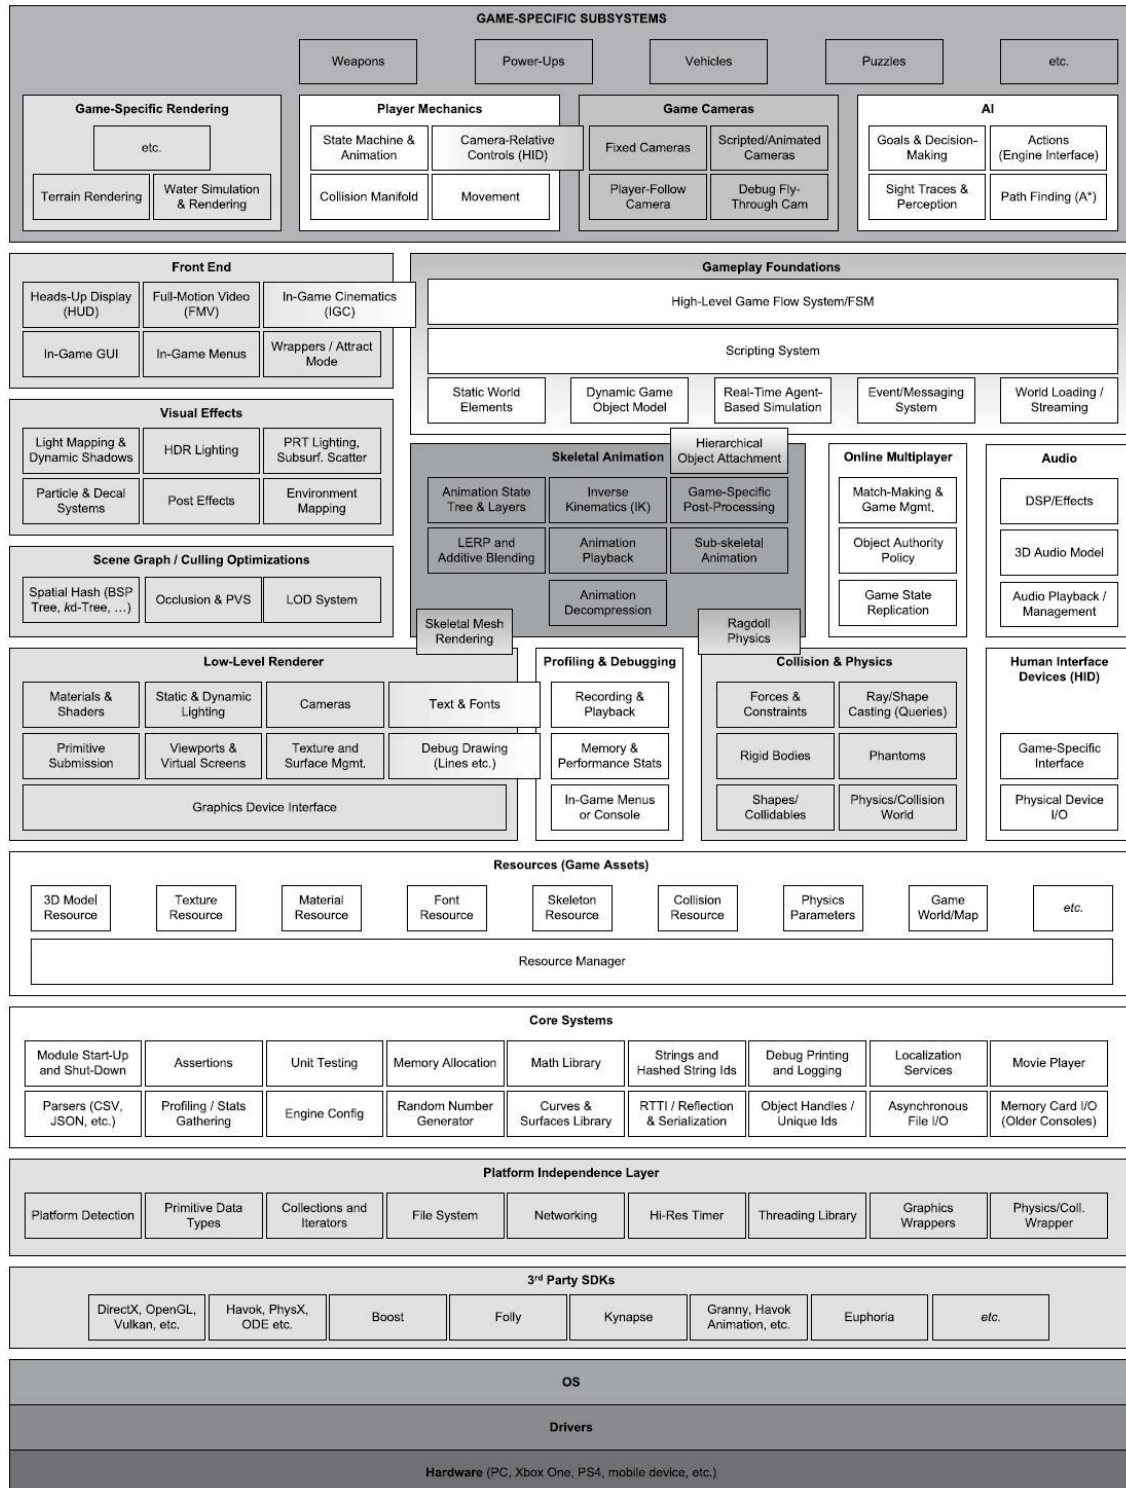 GAME-SPECIFIC SUBSYSTEMS
Weapons
Power-Ups
Vehicles
Puzzles
etc.
Game-Specific Rendering
etc.
Terrain Rendering
Water Simulation
& Rendering
Player Mechanics
State Machine &
Animation
Camera-Relative
Controls (HID)
Collision Manifold
Movement
Game Cameras
Fixed Cameras
Scripted/Animated
Cameras
Player-Follow
Camera
Debug Fly-
Through Cam
AI
Goals & Decision-
Making
Actions
(Engine Interface)
Sight Traces &
Perception
Path Finding (A*)
Front End
Heads-Up Display
(HUD)
Full-Motion Video
(FMV)
In-Game Cinematics
(IGC)
In-Game GUI
In-Game Menus
Wrappers / Attract
Mode
Gameplay Foundations
High-Level Game Flow System/FSM
Scripting System
Static World
Elements
Dynamic Game
Object Model
Real-Time Agent-
Based Simulation
Event/Messaging
System
World Loading /
Streaming
Visual Effects
Light Mapping &
Dynamic Shadows
HDR Lighting
PRT Lighting,
Subsurf. Scatter
Particle & Decal
Systems
Post Effects
Environment
Mapping
Skeletal Animation
Hierarchical
Object Attachment
Animation State
Tree & Layers
Inverse
Kinematics (IK)
Game-Specific
Post-Processing
LERP and
Additive Blending
Animation
Playback
Sub-skeletal
Animation
Animation
Decompression
Online Multiplayer
Match-Making &
Game Mgmt.
Object Authority
Policy
Game State
Replication
Audio
DSP/Effects
3D Audio Model
Audio Playback /
Management
Scene Graph / Culling Optimizations
Spatial Hash (BSP
Tree, kd-Tree, …)
Occlusion & PVS
LOD System
Skeletal Mesh
Rendering
Ragdoll
Physics
Low-Level Renderer
Materials &
Shaders
Static & Dynamic
Lighting
Cameras
Text & Fonts
Primitive
Submission
Viewports &
Virtual Screens
Texture and
Surface Mgmt.
Debug Drawing
(Lines etc.)
Graphics Device Interface
Profiling & Debugging
Recording &
Playback
Memory &
Performance Stats
In-Game Menus
or Console
Collision & Physics
Forces &
Constraints
Ray/Shape
Casting (Queries)
Rigid Bodies
Phantoms
Shapes/
Collidables
Physics/Collision
World
Human Interface
Devices (HID)
Game-Specific
Interface
Physical Device
I/O
Resources (Game Assets)
3D Model
Resource
Texture
Resource
Material
Resource
Font
Resource
Skeleton
Resource
Collision
Resource
Physics
Parameters
Game
World/Map
etc.
Resource Manager
Core Systems
Module Start-Up
and Shut-Down
Assertions
Unit Testing
Memory Allocation
Math Library
Strings and
Hashed String Ids
Debug Printing
and Logging
Localization
Services
Movie Player
Parsers (CSV,
JSON, etc.)
Profiling / Stats
Gathering
Engine Config
Random Number
Generator
Curves &
Surfaces Library
RTTI / Reflection
& Serialization
Object Handles /
Unique Ids
Asynchronous
File I/O
Memory Card I/O
(Older Consoles)
Platform Independence Layer
Platform Detection
Primitive Data
Types
Collections and
Iterators
File System
Networking
Hi-Res Timer
Threading Library
Graphics
Wrappers
Physics/Coll.
Wrapper
3rd Party SDKs
DirectX, OpenGL,
Vulkan, etc.
Havok, PhysX,
ODE etc.
Boost
Folly
Kynapse
Granny, Havok
Animation, etc.
Euphoria
etc.
OS
Drivers
Hardware (PC, Xbox One, PS4, mobile device, etc.)